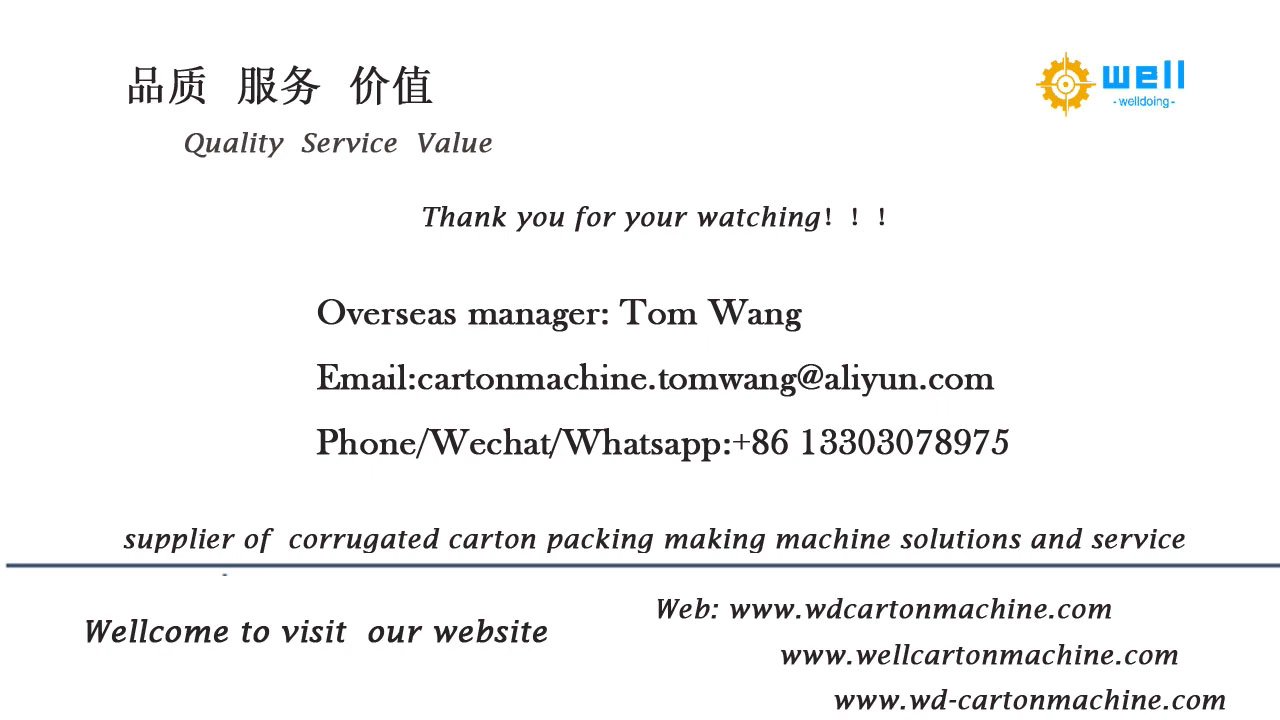 品质 服务 价值
well
-welldoing-
Quality Service Value
Thank you for your watching！！！
Overseas manager: Tom Wang
Email:cartonmachine.tomwang@aliyun.com
Phone/Wechat/Whatsapp:+86 13303078975
supplier of corrugated carton packing making machine solutions and service
Wellcome to visit our website
Web: www.wdcartonmachine.com
www.wellcartonmachine.com
www.wd-cartonmachine.com